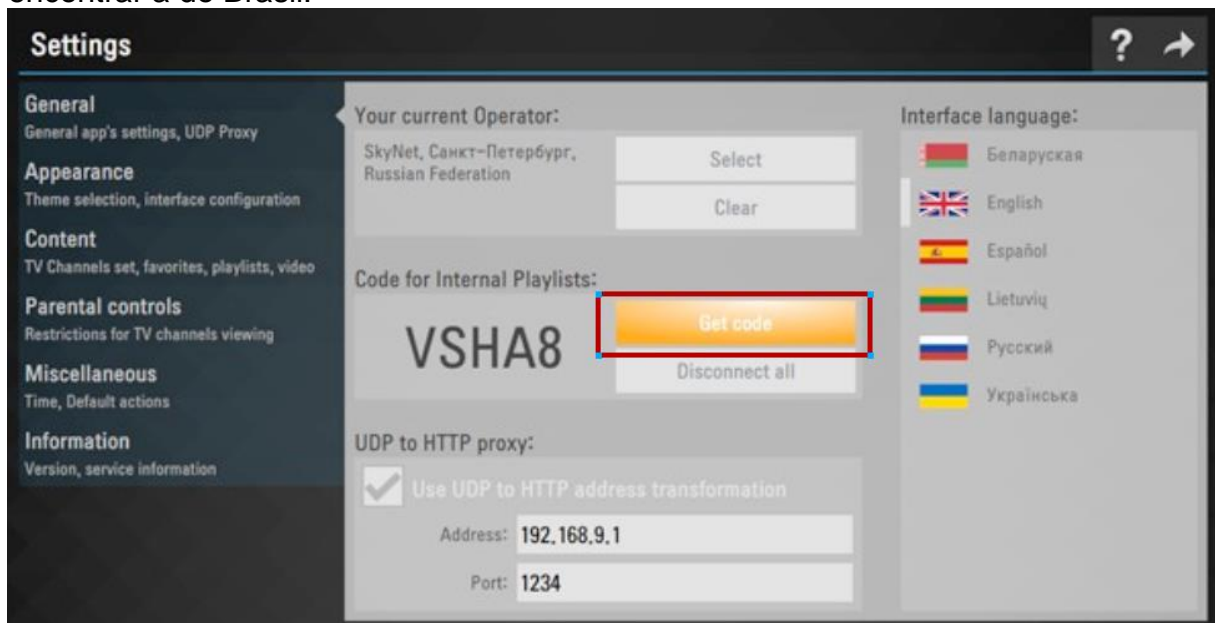 encontrar a do Brasil.
Settings
?
General
General app's settings, UDP Proxy
Appearance
Theme selection, interface configuration
Content
TV Channels set, favorites, playlists, video
Parental controls
Restrictions for TV channels viewing
Miscellaneous
Time, Default actions
Information
Version, service information
Your current Operator:
SkyNet, Санкт-Петербург,
Russian Federation
Select
Clear
Code for Internal Playlists:
VSHA8
Get code
Disconnect all
UDP to HTTP proxy:
Use UDP to HTTP address transformation
Address: 192.168.9.1
Port: 1234
Interface language:
Беларуская
English
Español
Lietuvių
Русский
Українська